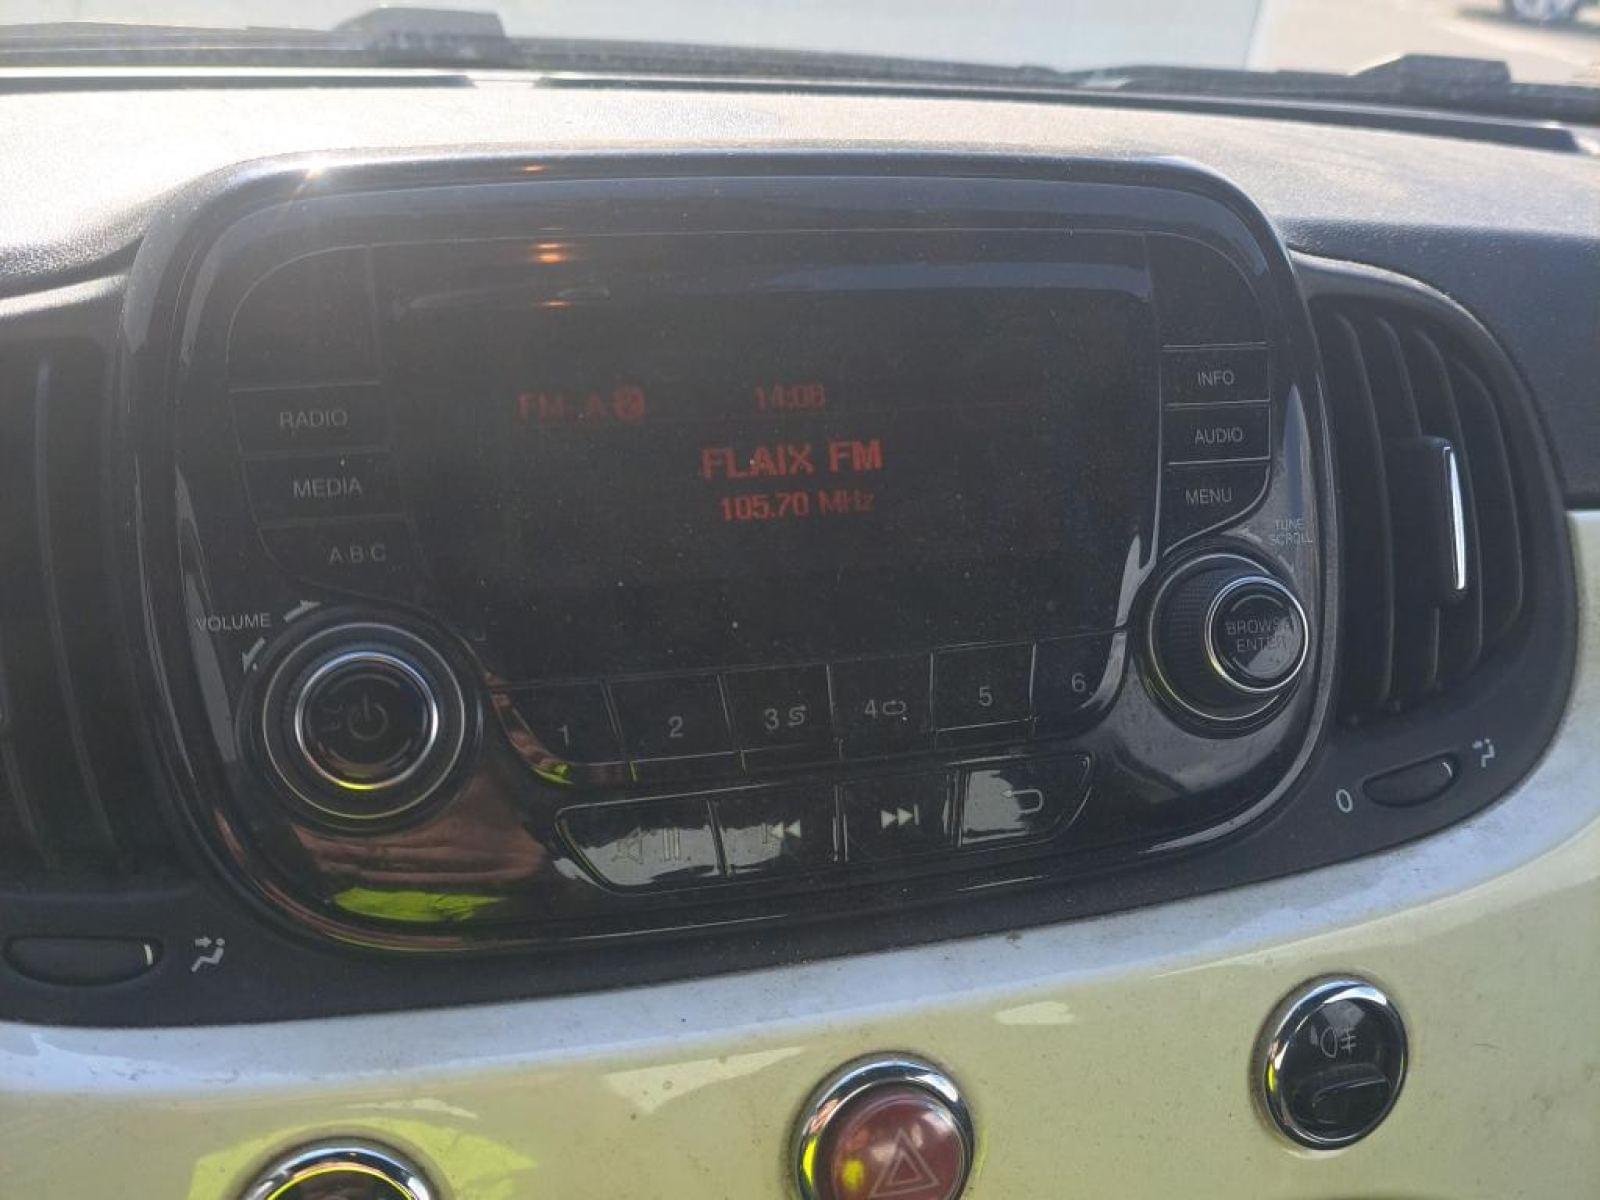 FM-A 14:08
FLAIX FM
105.70 MHz
RADIO
MEDIA
A·B·C
VOLUME
INFO
AUDIO
MENU
TUNE
SCROLL
BROWSE
ENTER
1 2 3 4 5 6
0